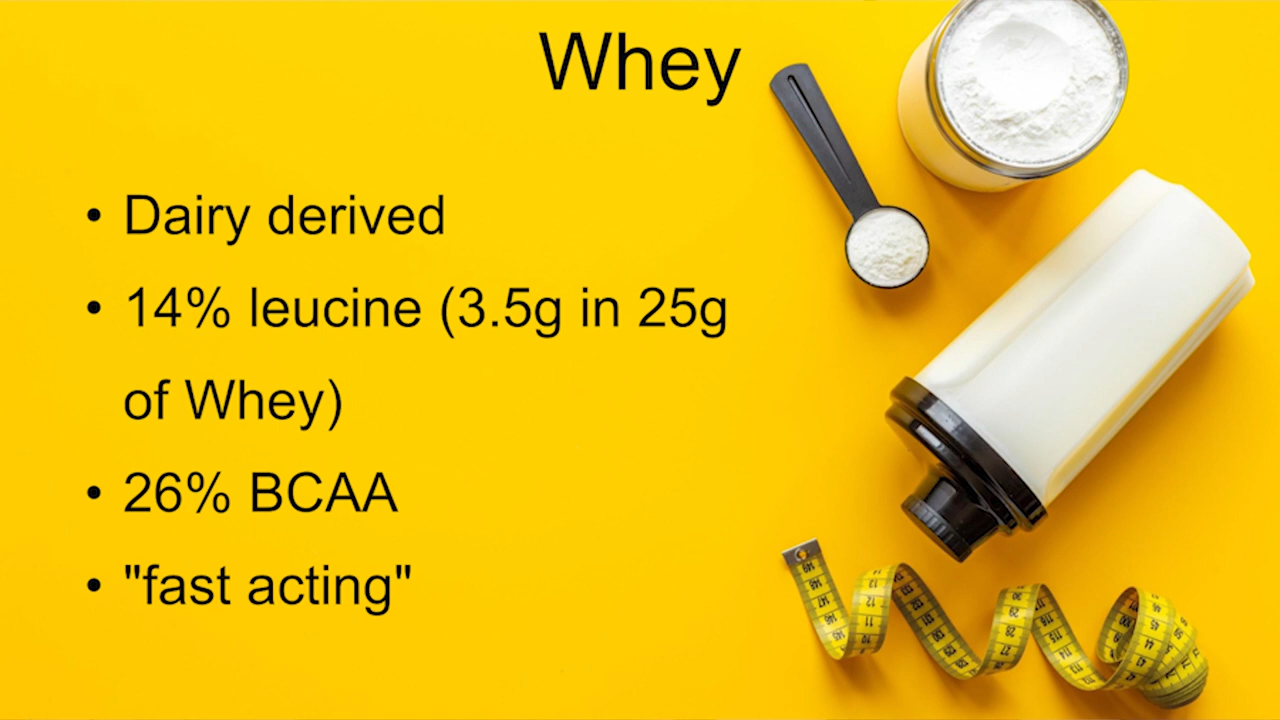 Whey
• Dairy derived
• 14% leucine (3.5g in 25g
of Whey)
• 26% BCAA
• "fast acting"